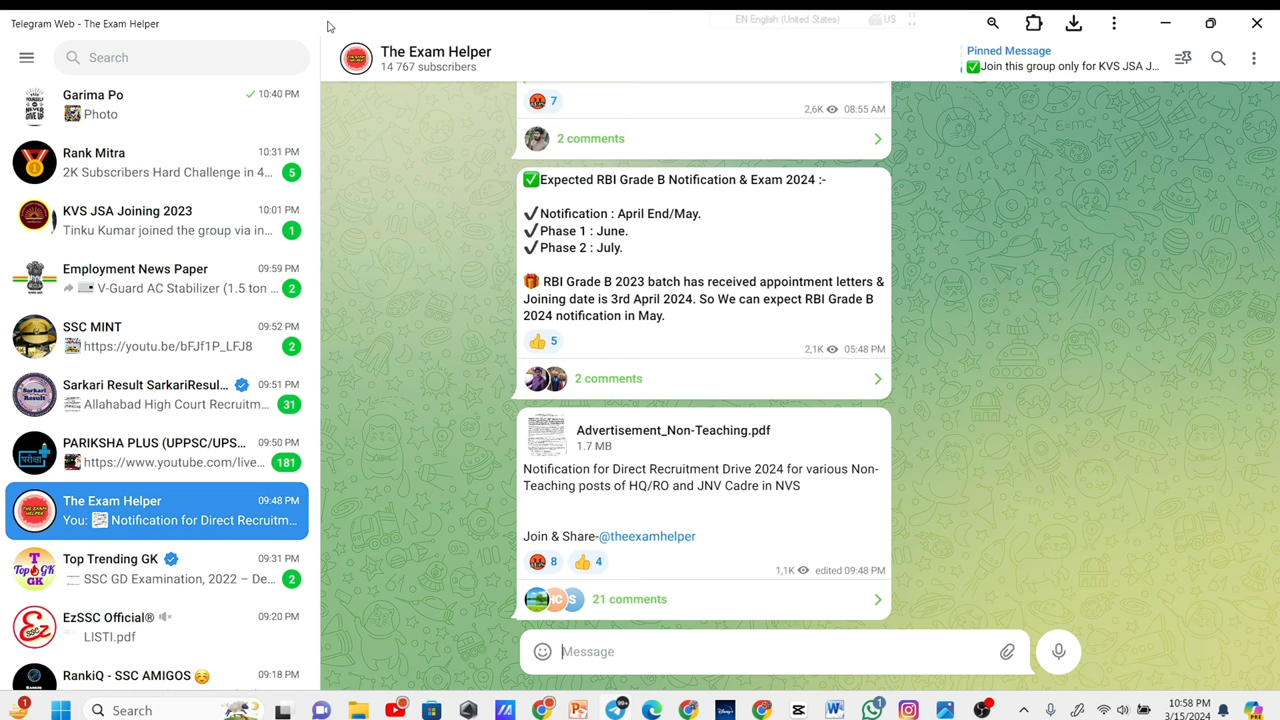 Telegram Web - The Exam Helper
EN English (United States)
US
Search
Garima Po
10:40 PM
Photo
Rank Mitra
10:31 PM
2K Subscribers Hard Challenge in 4...
5
KVS JSA Joining 2023
10:01 PM
Tinku Kumar joined the group via in...
1
Employment News Paper
09:59 PM
V-Guard AC Stabilizer (1.5 ton ...
2
SSC MINT
09:52 PM
https://youtu.be/bFJf1P_LFJ8
2
Sarkari Result SarkariResul...
09:51 PM
Allahabad High Court Recruitm...
31
PARIKSHA PLUS (UPPSC/UPS...
09:50 PM
https://www.youtube.com/live...
181
The Exam Helper
09:48 PM
You: Notification for Direct Recruitm...
Top Trending GK
09:31 PM
SSC GD Examination, 2022 – De...
2
EzSSC Official®
09:20 PM
LISTI.pdf
RankiQ - SSC AMIGOS
09:18 PM
The Exam Helper
14 767 subscribers
Pinned Message
✅Join this group only for KVS JSA J...
7
2,6K 08:55 AM
2 comments
✅Expected RBI Grade B Notification & Exam 2024 :-
✔Notification : April End/May.
✔Phase 1 : June.
✔Phase 2 : July.
🎁 RBI Grade B 2023 batch has received appointment letters &
Joining date is 3rd April 2024. So We can expect RBI Grade B
2024 notification in May.
👍 5
2,1K 05:48 PM
2 comments
Advertisement_Non-Teaching.pdf
1.7 MB
Notification for Direct Recruitment Drive 2024 for various Non-
Teaching posts of HQ/RO and JNV Cadre in NVS
Join & Share-@theexamhelper
8 👍 4
1,1K edited 09:48 PM
21 comments
Message
Search
99+
10:58 PM
3/15/2024